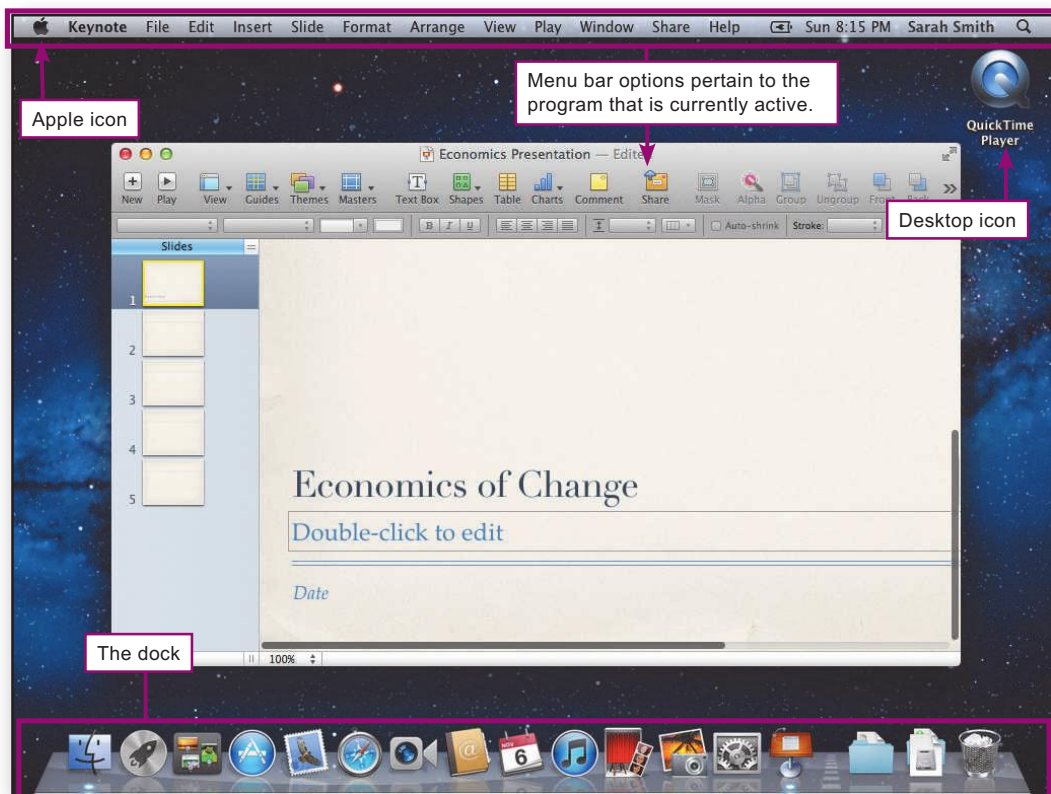 Keynote File Edit Insert Slide Format Arrange View Play Window Share Help Sun 8:15 PM Sarah Smith
Apple icon
Menu bar options pertain to the
program that is currently active.
QuickTime
Player
Desktop icon
Economics Presentation — Edite
New Play View Guides Themes Masters Text Box Shapes Table Charts Comment Share Mask Alpha Group Ungroup Front
B I U Auto-shrink Stroke:
Slides
1
2
3
4
5
Economics of Change
Double-click to edit
Date
The dock
100%
NOV
6